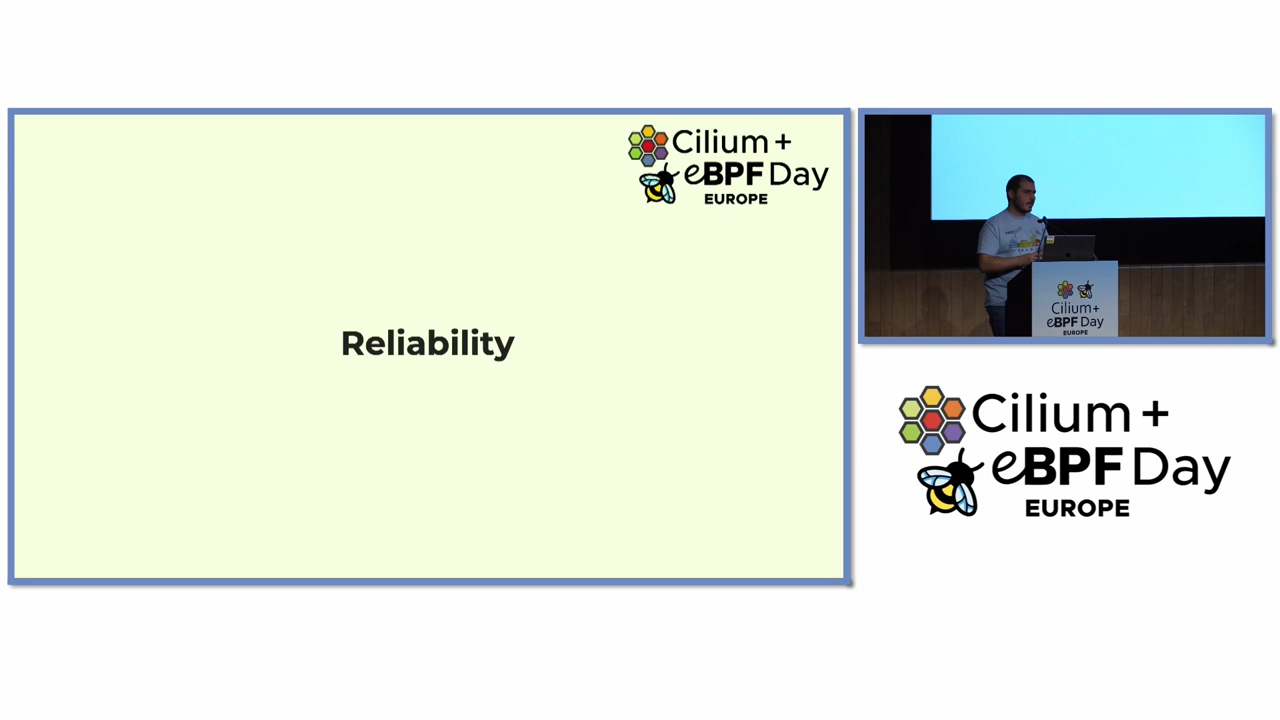 Cilium +
eBPF Day
EUROPE
Reliability
Cilium +
eBPF Day
EUROPE
Cilium +
eBPF Day
EUROPE